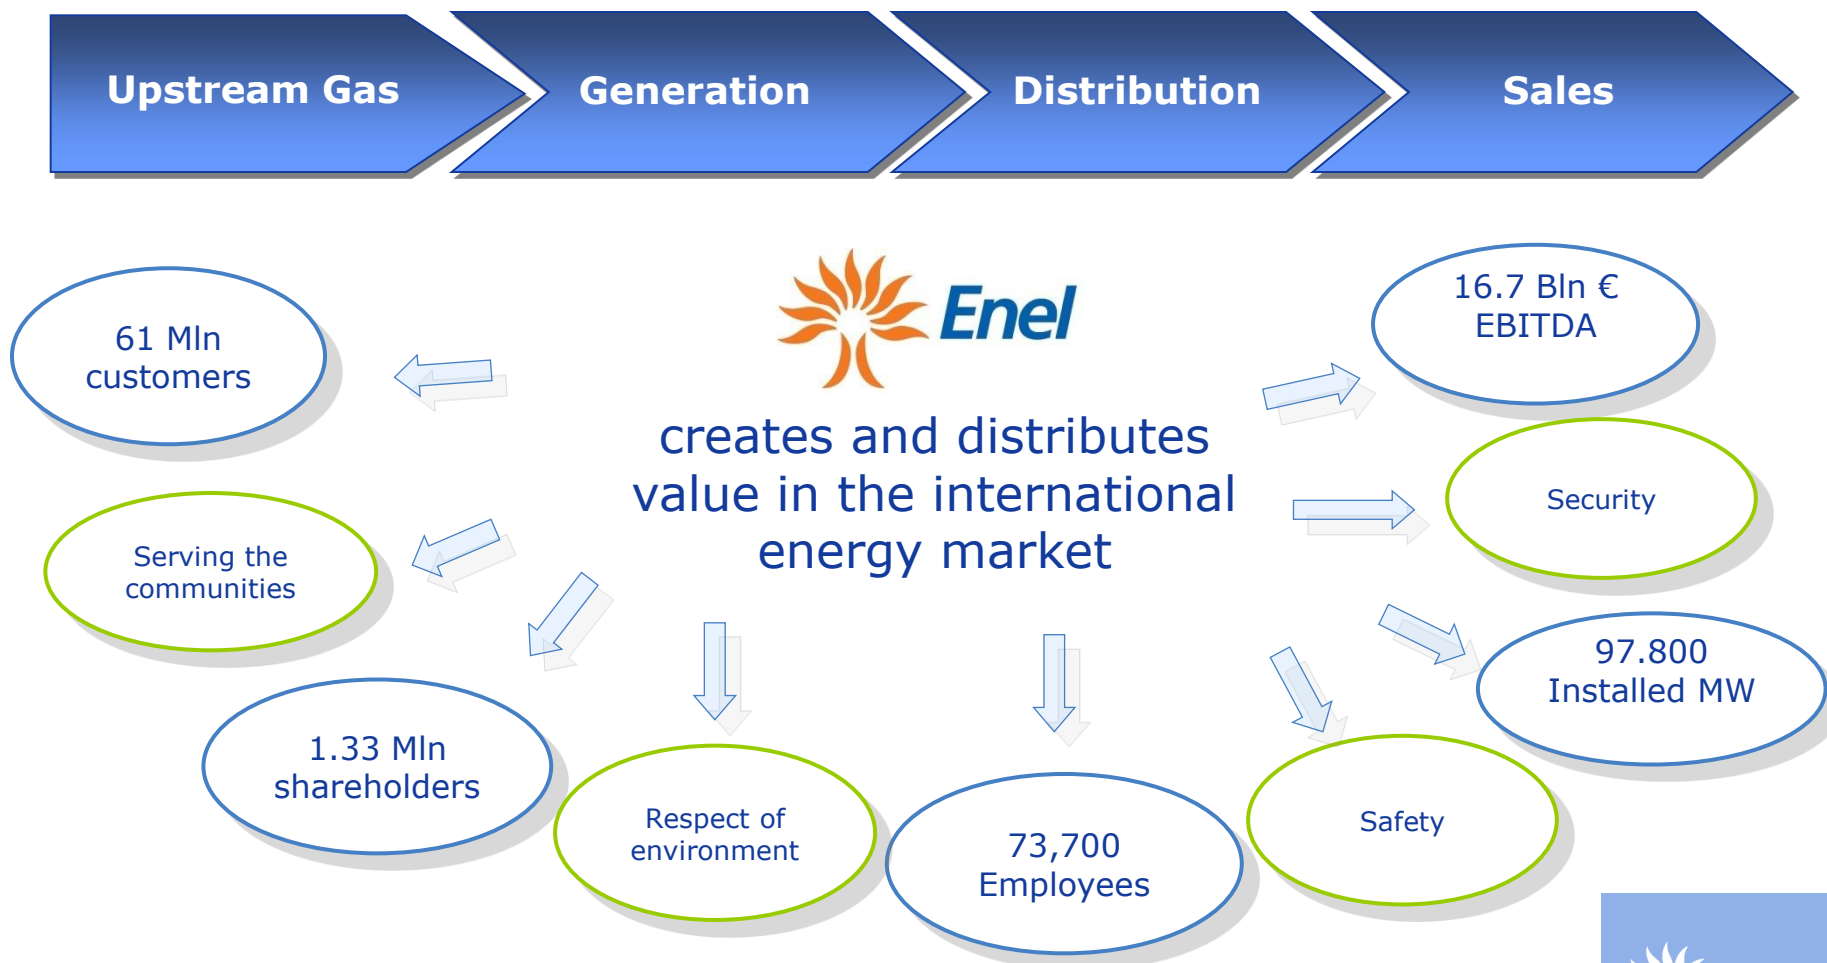 Upstream Gas
Generation
Distribution
Sales
Enel
creates and distributes
value in the international
energy market
61 Mln
customers
Serving the
communities
1.33 Mln
shareholders
Respect of
environment
73,700
Employees
Safety
97.800
Installed MW
Security
16.7 Bln €
EBITDA